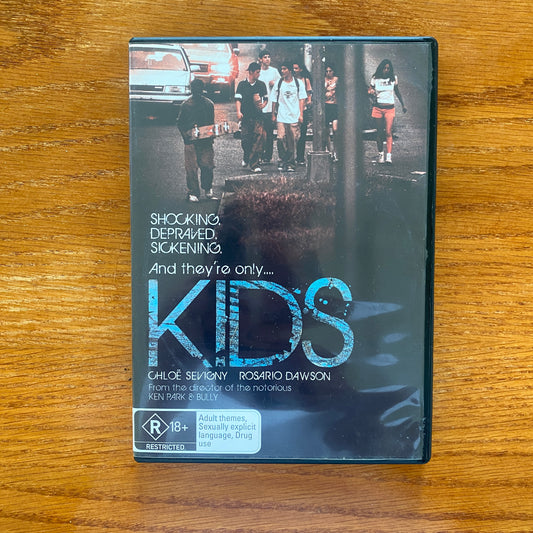 SHOCKING.
DEPRAVED.
SICKENING.
And they're only....
KIDS
CHLOË SEVIGNY ROSARIO DAWSON
From the director of the notorious
KEN PARK & BULLY
R 18+
RESTRICTED
Adult themes,
Sexually explicit
language, Drug
use